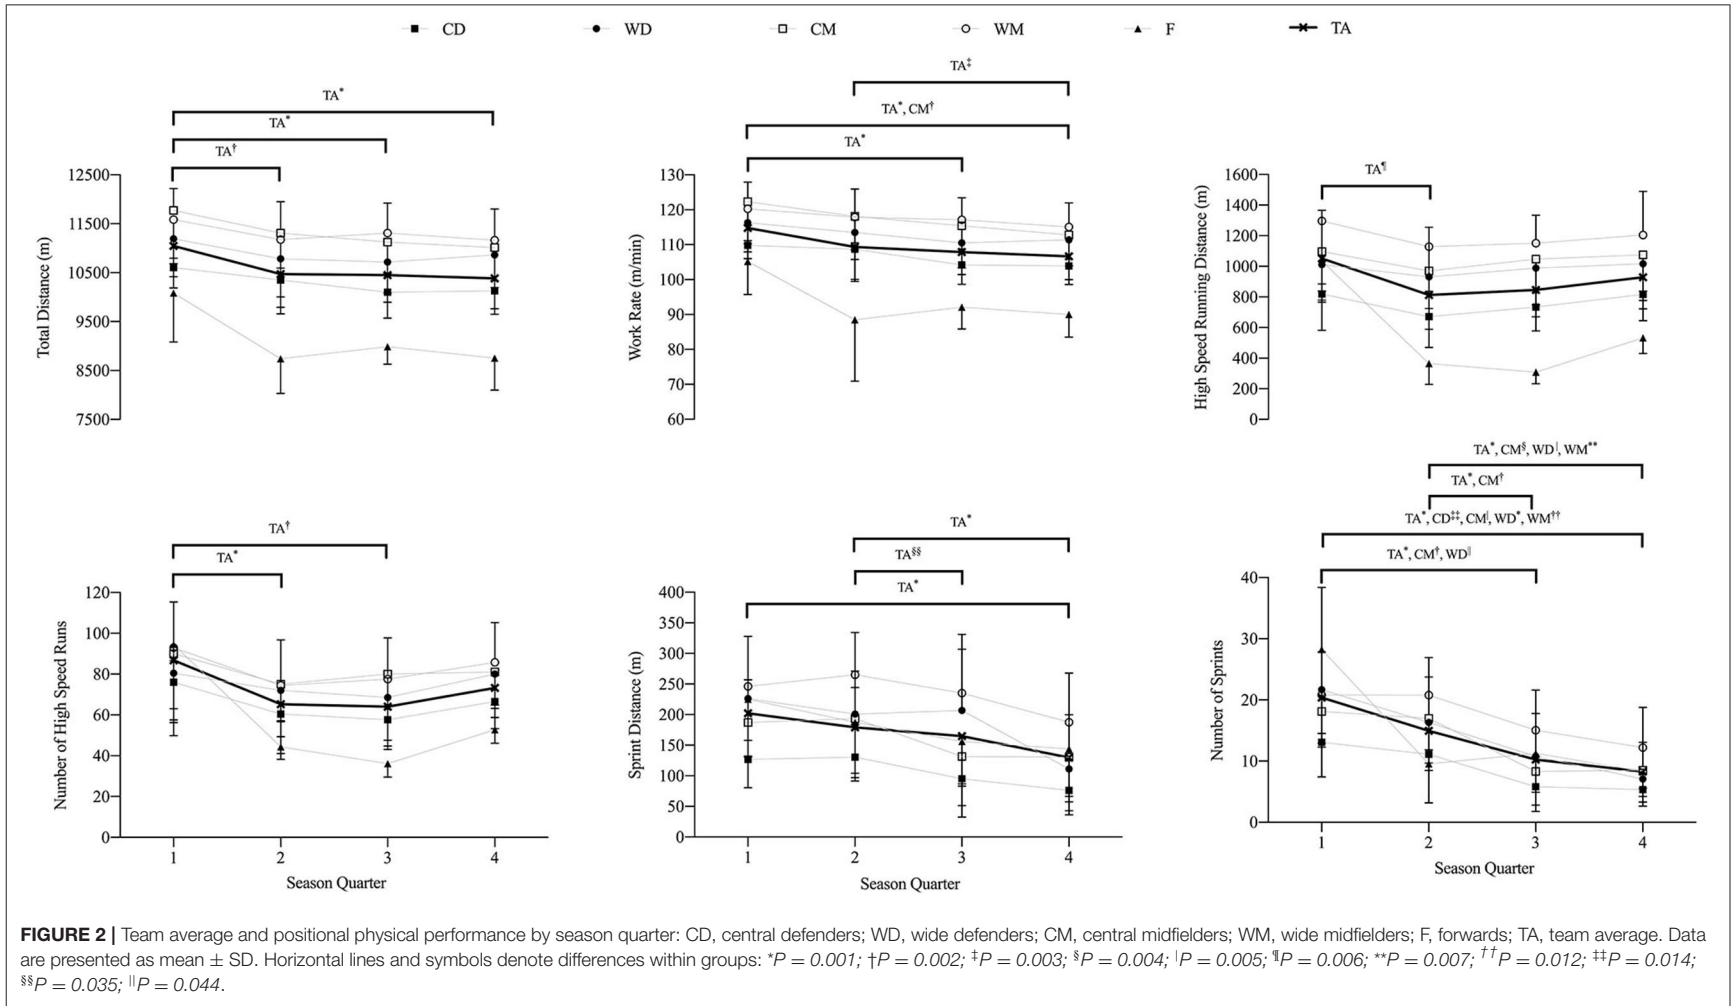 CD WD CM WM F TA
TA*
TA*
TA†
Total Distance (m)
12500
11500
10500
9500
8500
7500
TA‡
TA*, CM†
TA*
Work Rate (m/min)
130
120
110
100
90
80
70
60
TA¶
High Speed Running Distance (m)
1600
1400
1200
1000
800
600
400
200
0
TA†
TA*
Number of High Speed Runs
120
100
80
60
40
20
0
1 2 3 4
Season Quarter
TA*
TA§§
TA*
Sprint Distance (m)
400
350
300
250
200
150
100
50
0
1 2 3 4
Season Quarter
TA*, CM§, WD|, WM**
TA*, CM†
TA*, CD‡‡, CM|, WD*, WM††
TA*, CM†, WD||
Number of Sprints
40
30
20
10
0
1 2 3 4
Season Quarter
FIGURE 2 | Team average and positional physical performance by season quarter: CD, central defenders; WD, wide defenders; CM, central midfielders; WM, wide midfielders; F, forwards; TA, team average. Data
are presented as mean ± SD. Horizontal lines and symbols denote differences within groups: *P = 0.001; †P = 0.002; ‡P = 0.003; §P = 0.004; |P = 0.005; ¶P = 0.006; **P = 0.007; ††P = 0.012; ‡‡P = 0.014;
§§P = 0.035; ||P = 0.044.